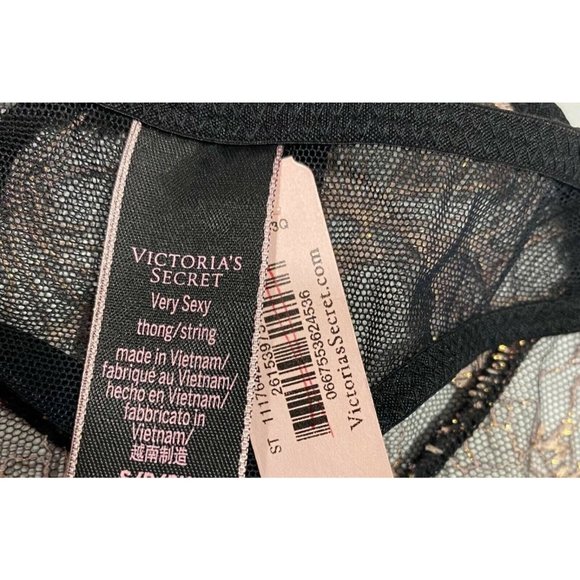 VICTORIA'S
SECRET
Very Sexy
thong/string
made in Vietnam/
fabriqué au Vietnam/
hecho en Vietnam/
fabbricato in
Vietnam/
越南制造
0667553624536
VictoriasSecret.com